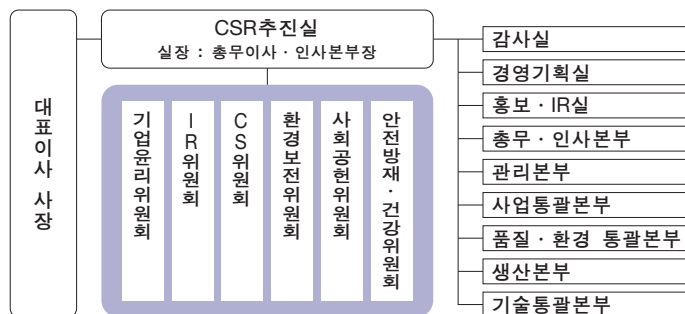 대표이사 사장
CSR추진실
실장 : 총무이사 · 인사본부장
기업윤리위원회
IR위원회
CS위원회
환경보전위원회
사회공헌위원회
안전방재 · 건강위원회
감사실
경영기획실
홍보 · IR실
총무 · 인사본부
관리본부
사업통괄본부
품질 · 환경 통괄본부
생산본부
기술통괄본부